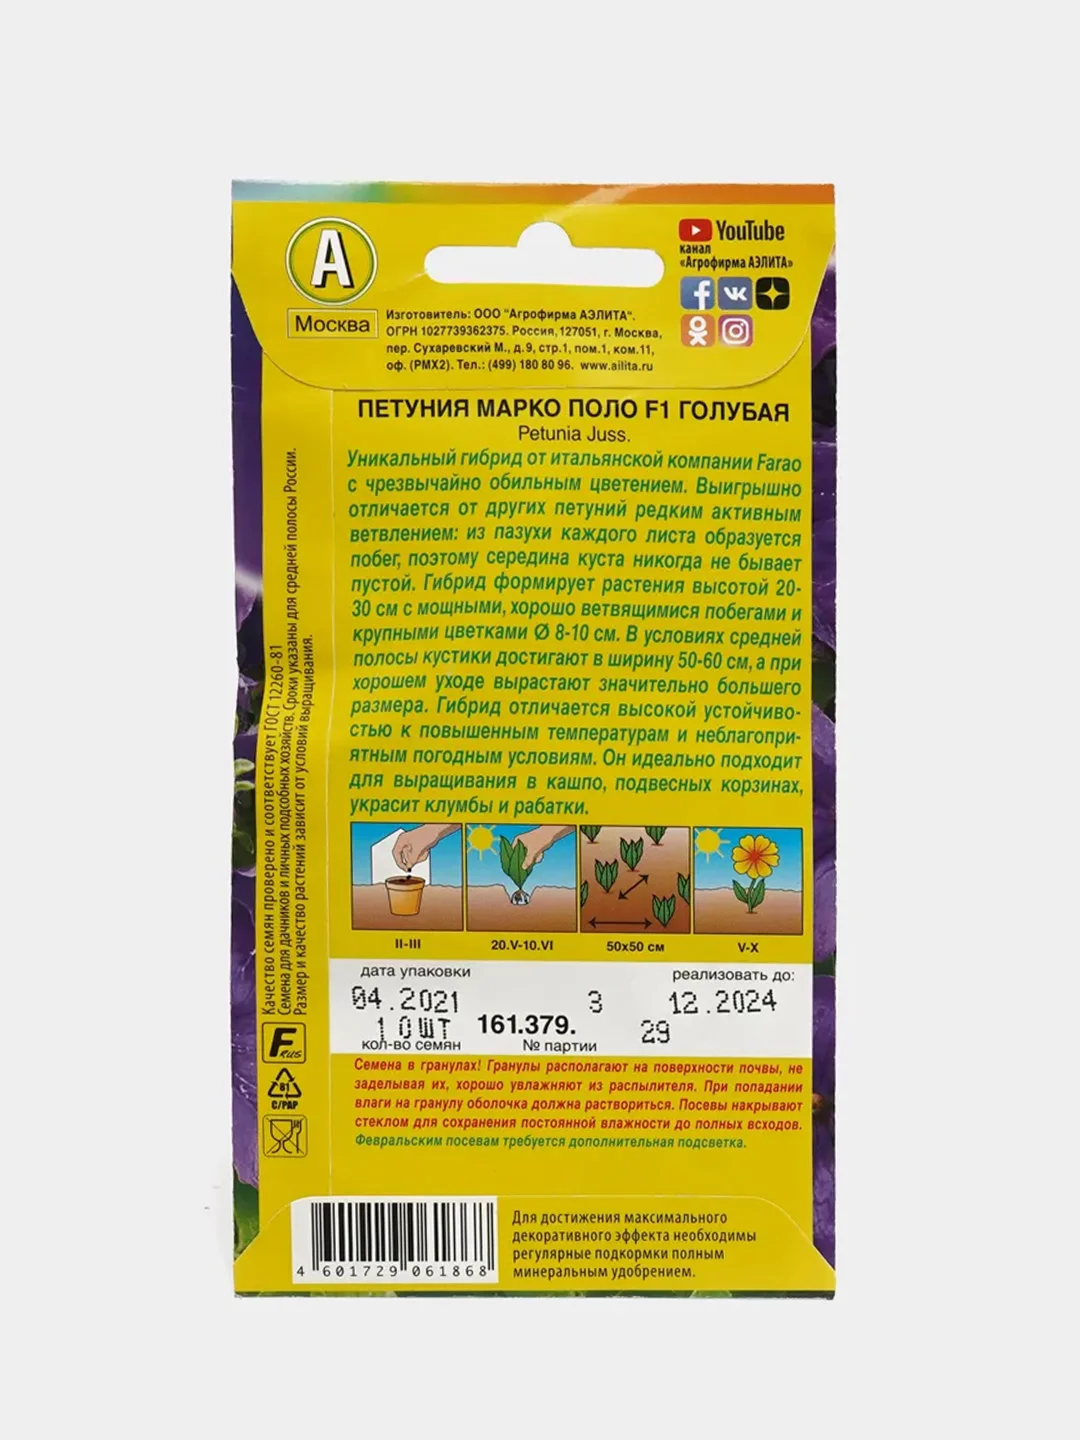 А
Москва
Изготовитель: ООО "Агрофирма АЭЛИТА".
ОГРН 1027739362375. Россия, 127051, г. Москва,
пер. Сухаревский М., д.9, стр.1, пом.1, ком.11,
оф. (РМХ2). Тел.: (499) 180 80 96. www.ailita.ru
YouTube
канал
«Агрофирма АЭЛИТА»
ПЕТУНИЯ МАРКО ПОЛО F1 ГОЛУБАЯ
Petunia Juss.
Уникальный гибрид от итальянской компании Farao
с чрезвычайно обильным цветением. Выигрышно
отличается от других петуний редким активным
ветвлением: из пазухи каждого листа образуется
побег, поэтому середина куста никогда не бывает
пустой. Гибрид формирует растения высотой 20-
30 см с мощными, хорошо ветвящимися побегами и
крупными цветками Ø 8-10 см. В условиях средней
полосы кустики достигают в ширину 50-60 см, а при
хорошем уходе вырастают значительно большего
размера. Гибрид отличается высокой устойчиво-
стью к повышенным температурам и неблагопри-
ятным погодным условиям. Он идеально подходит
для выращивания в кашпо, подвесных корзинах,
украсит клумбы и рабатки.
II-III
20.V-10.VI
50x50 см
V-X
дата упаковки
реализовать до:
04.2021
3
12.2024
10ШТ
161.379.
29
кол-во семян
№ партии
Семена в гранулах! Гранулы располагают на поверхности почвы, не
заделывая их, хорошо увлажняют из распылителя. При попадании
влаги на гранулу оболочка должна раствориться. Посевы накрывают
стеклом для сохранения постоянной влажности до полных всходов.
Февральским посевам требуется дополнительная подсветка.
Качество семян проверено и соответствует ГОСТ 12260-81
Семена для дачников и личных подсобных хозяйств. Сроки указаны для средней полосы России.
Размер и качество растений зависит от условий выращивания.
F RUS
81
C/PAP
4 601729 061868
Для достижения максимального
декоративного эффекта необходимы
регулярные подкормки полным
минеральным удобрением.